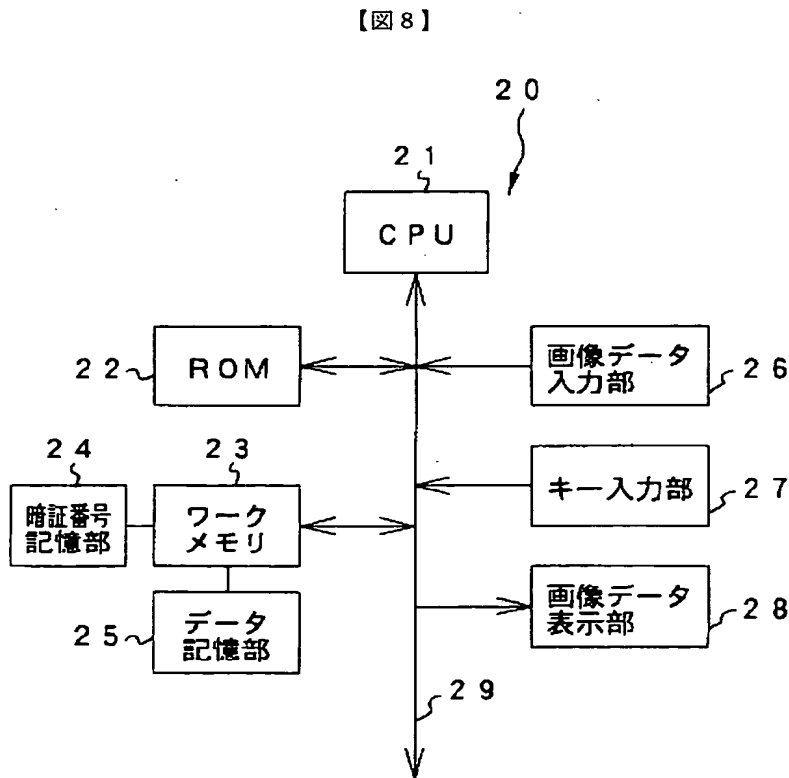 【図８】
２０
２１
ＣＰＵ
２２
ＲＯＭ
画像データ
入力部
２６
２４
２３
暗証番号
記憶部
ワーク
メモリ
キー入力部
２７
２５
データ
記憶部
画像データ
表示部
２８
２９